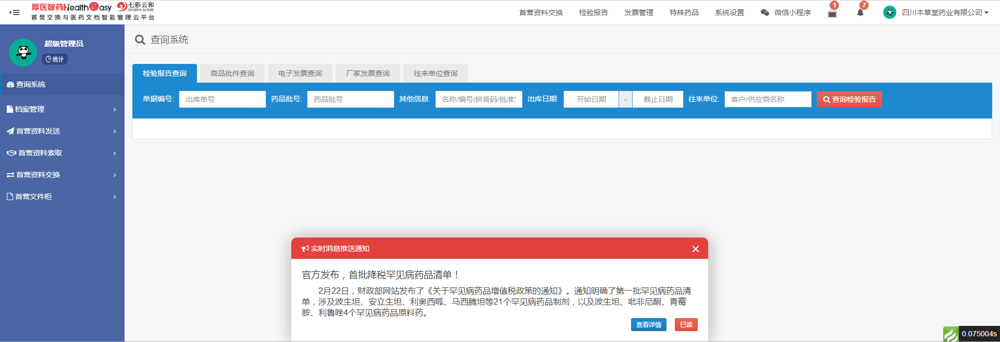 厚医智药HealthEasy 七彩云和
COLORFUL CLOUDS
首营交换与医药文档智能管理云平台
首营资料交换 检验报告 发票管理 特殊药品 系统设置 微信小程序 1 7 四川本草堂药业有限公司
超级管理员
统计
查询系统
档案管理
首营资料发送
首营资料索取
首营资料交换
首营文件柜
查询系统
检验报告查询 商品批件查询 电子发票查询 厂家发票查询 往来单位查询
单据编号: 出库单号 药品批号: 药品批号 其他信息: 名称/编号/拼音码/批准文 出库日期: 开始日期 - 截止日期 往来单位: 客户/供应商名称 查询检验报告
实时消息推送通知
官方发布，首批降税罕见病药品清单！
2月22日，财政部网站发布了《关于罕见病药品增值税政策的通知》。通知明确了第一批罕见病药品清
单，涉及波生坦、安立生坦、利奥西呱、马西腾坦等21个罕见病药品制剂，以及波生坦、吡非尼酮、青霉
胺、利鲁唑4个罕见病药品原料药。
查看详情 已读
0.075004s